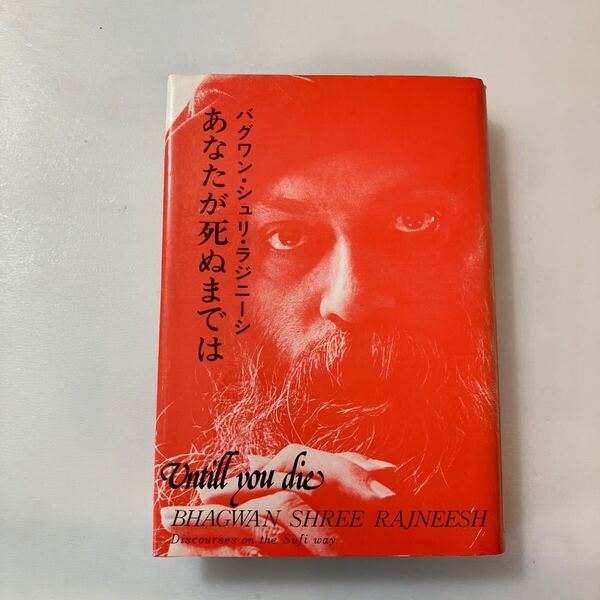 バグワン・シュリ・ラジニーシ
あなたが死ぬまでは
Untill you die
BHAGWAN SHREE RAJNEESH
Discourses on the Sufi way